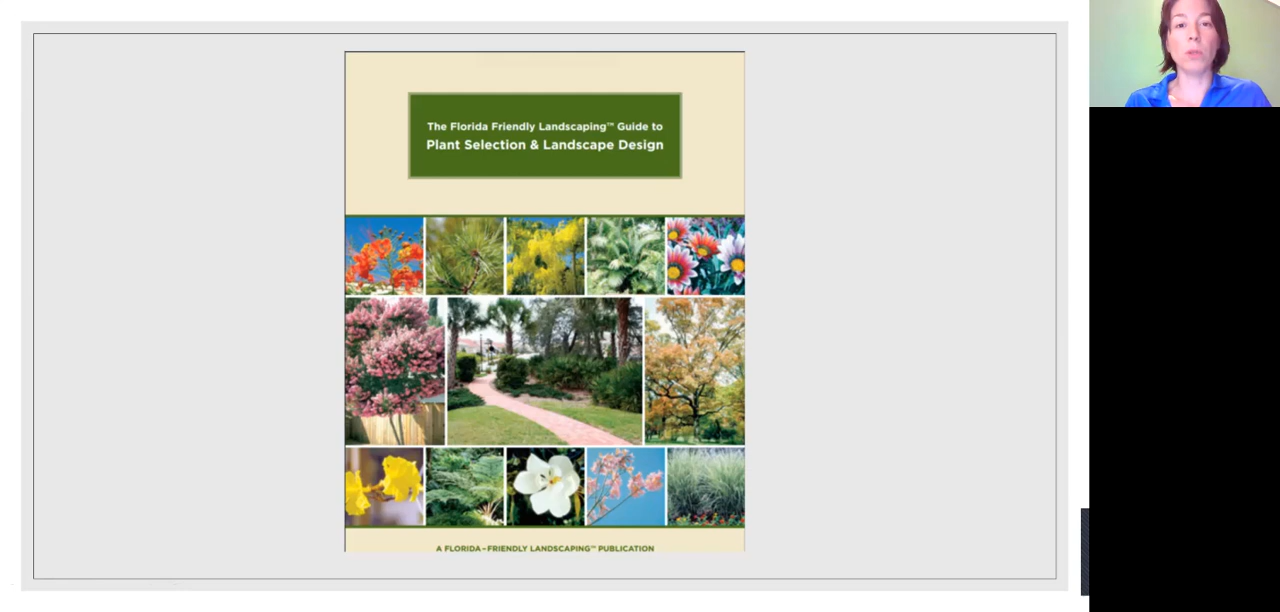 The Florida Friendly Landscaping™ Guide to
Plant Selection & Landscape Design
A FLORIDA-FRIENDLY LANDSCAPING™ PUBLICATION